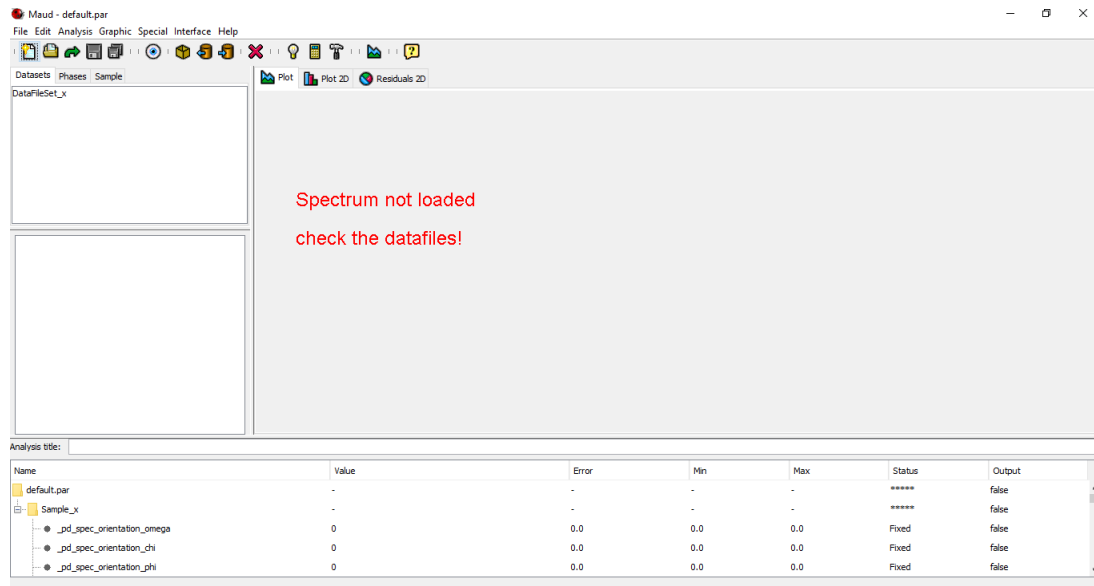 Maud - default.par
File Edit Analysis Graphic Special Interface Help
Datasets Phases Sample
Plot Plot 2D Residuals 2D
DataFileSet_x
Spectrum not loaded
check the datafiles!
Analysis title:
Name Value Error Min Max Status Output
default.par - - - - ***** false
Sample_x - - - - ***** false
_pd_spec_orientation_omega 0 0.0 0.0 0.0 Fixed false
_pd_spec_orientation_chi 0 0.0 0.0 0.0 Fixed false
_pd_spec_orientation_phi 0 0.0 0.0 0.0 Fixed false